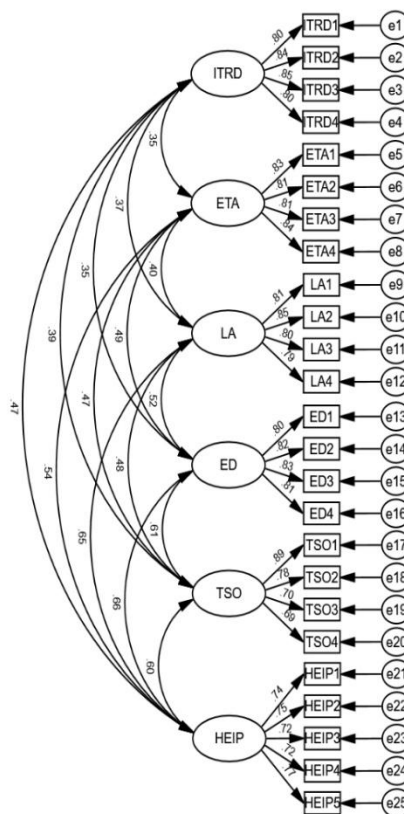 .80 ITRD1 e1
.84 ITRD2 e2
ITRD .85 ITRD3 e3
.80 ITRD4 e4
.35
.83 ETA1 e5
.81 ETA2 e6
ETA .81 ETA3 e7
.84 ETA4 e8
.37
.40
.35
.81 LA1 e9
.85 LA2 e10
LA .80 LA3 e11
.79 LA4 e12
.39
.49
.47
.47
.52
.80 ED1 e13
.82 ED2 e14
ED .83 ED3 e15
.81 ED4 e16
.54
.48
.65
.61
.89 TSO1 e17
.78 TSO2 e18
TSO .70 TSO3 e19
.69 TSO4 e20
.66
.60
.74 HEIP1 e21
.75 HEIP2 e22
HEIP .72 HEIP3 e23
.72 HEIP4 e24
.77 HEIP5 e25